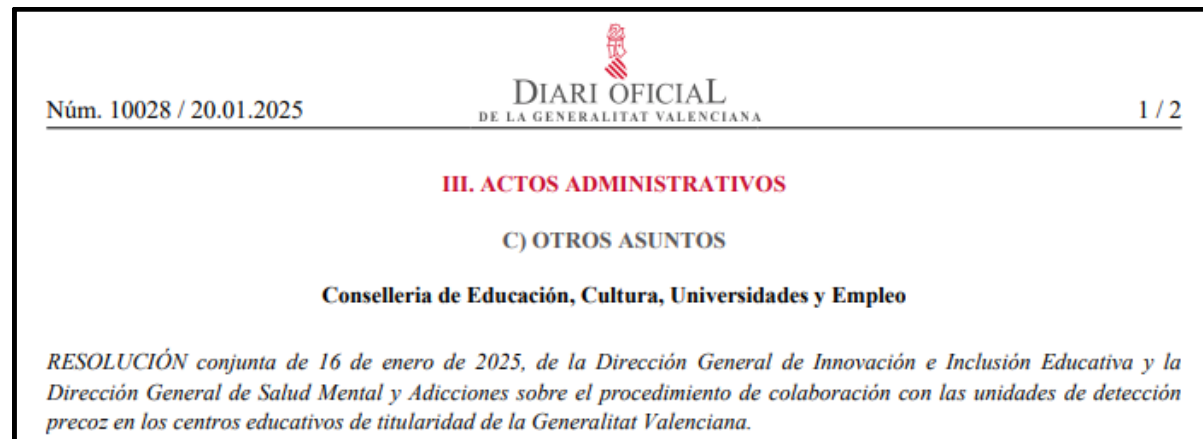 DIARI OFICIAL
DE LA GENERALITAT VALENCIANA
Núm. 10028 / 20.01.2025
1 / 2
III. ACTOS ADMINISTRATIVOS
C) OTROS ASUNTOS
Conselleria de Educación, Cultura, Universidades y Empleo
RESOLUCIÓN conjunta de 16 de enero de 2025, de la Dirección General de Innovación e Inclusión Educativa y la
Dirección General de Salud Mental y Adicciones sobre el procedimiento de colaboración con las unidades de detección
precoz en los centros educativos de titularidad de la Generalitat Valenciana.